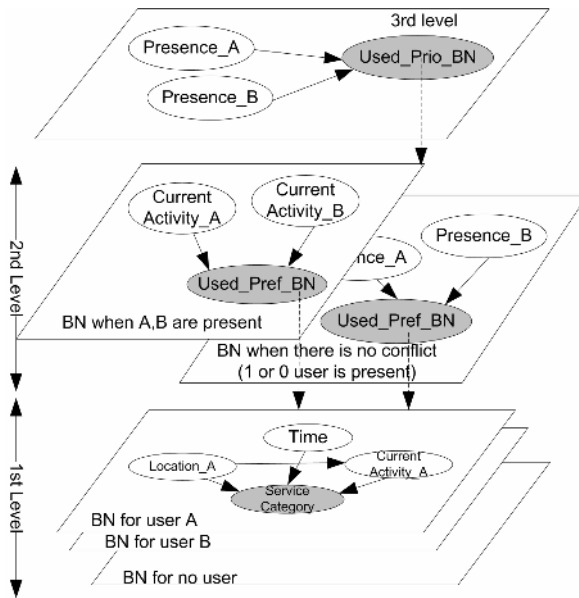 3rd level
Presence_A
Used_Prio_BN
Presence_B
2nd Level
Current
Activity_A
Current
Activity_B
Used_Pref_BN
BN when A,B are present
nce_A
Presence_B
Used_Pref_BN
BN when there is no conflict
(1 or 0 user is present)
1st Level
Time
Location_A
Current
Activity_A
Service
Category
BN for user A
BN for user B
BN for no user